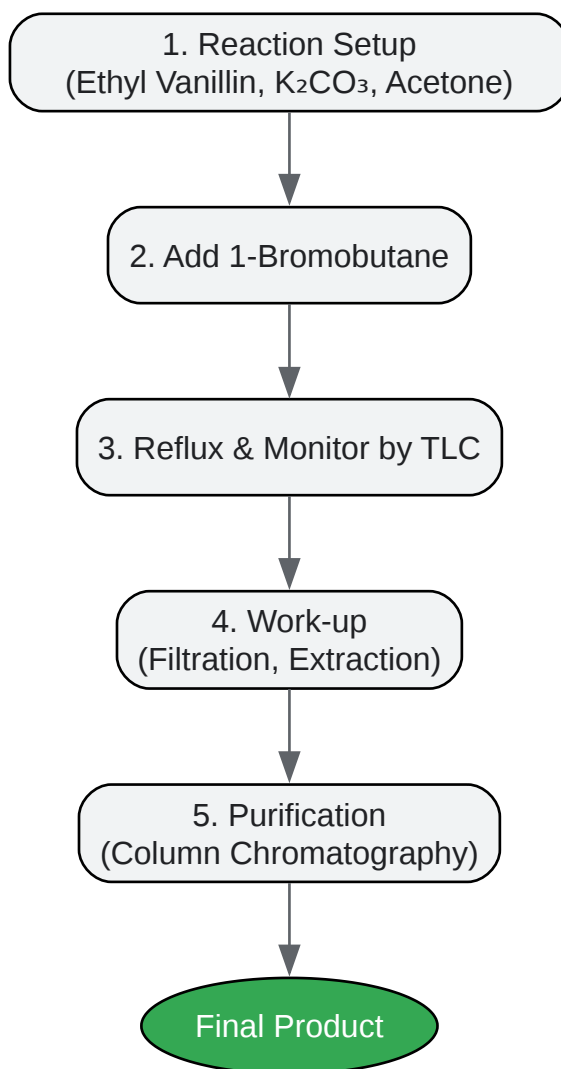 1. Reaction Setup
(Ethyl Vanillin, K₂CO₃, Acetone)
2. Add 1-Bromobutane
3. Reflux & Monitor by TLC
4. Work-up
(Filtration, Extraction)
5. Purification
(Column Chromatography)
Final Product